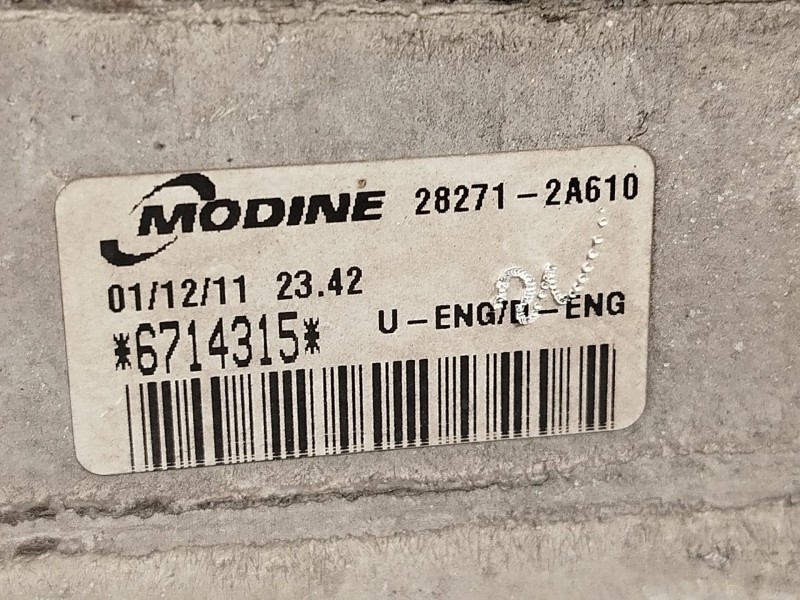 MODINE 28271-2A610
01/12/11 23.42
U-ENG/D-ENG
*6714315*